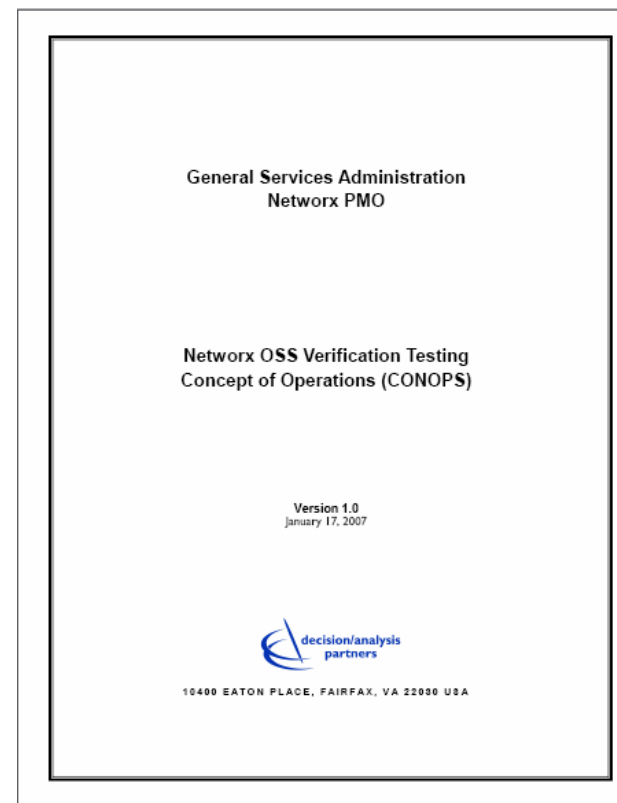 General Services Administration
Networx PMO
Networx OSS Verification Testing
Concept of Operations (CONOPS)
Version 1.0
January 17, 2007
decision/analysis
partners
10400 EATON PLACE, FAIRFAX, VA 22030 USA